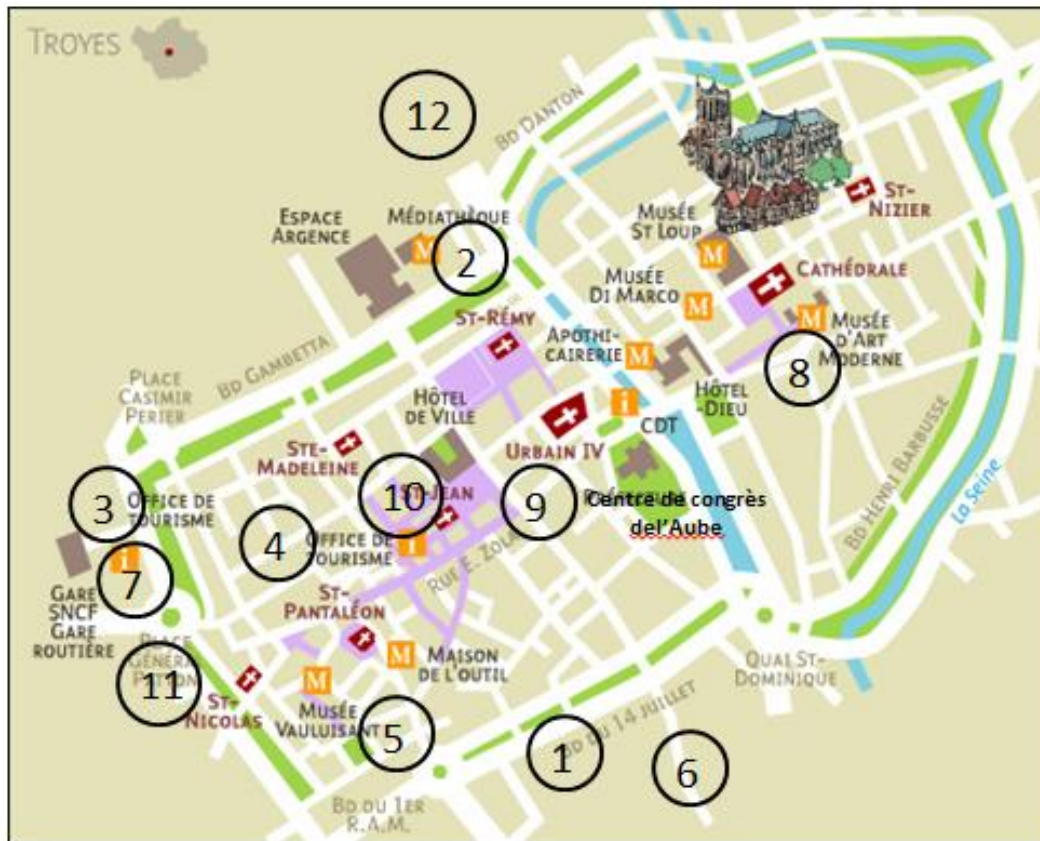 TROYES
12
BD DANTON
ESPACE
ARGENCE
MÉDIATHÈQUE
M
2
MUSÉE
ST LOUP
M
ST-
NIZIER
CATHÉDRALE
MUSÉE
DI MARCO
M
M
MUSÉE
D'ART
MODERNE
8
ST-RÉMY
APOTHI-
CAIRERIE
M
HÔTEL
-DIEU
i
CDT
BD GAMBETTA
PLACE
CASIMIR
PERIER
HÔTEL
DE VILLE
STE-
MADELEINE
URBAIN IV
3
OFFICE DE
TOURISME
i
10
ST-JEAN
9
Centre de congrès
del'Aube
4
OFFICE DE
TOURISME
i
RUE E. ZOLA
BD HENRI BARBUSSE
La Seine
7
GARE
SNCF
GARE
ROUTIÈRE
PLACE
GÉNÉRAL
11
ST-
NICOLAS
ST-
PANTALÉON
M
MAISON
DE L'OUTIL
M
MUSÉE
VAULUISANT
5
QUAI ST-
DOMINIQUE
BD DU 14 JUILLET
1
6
BD DU 1ER
R.A.M.